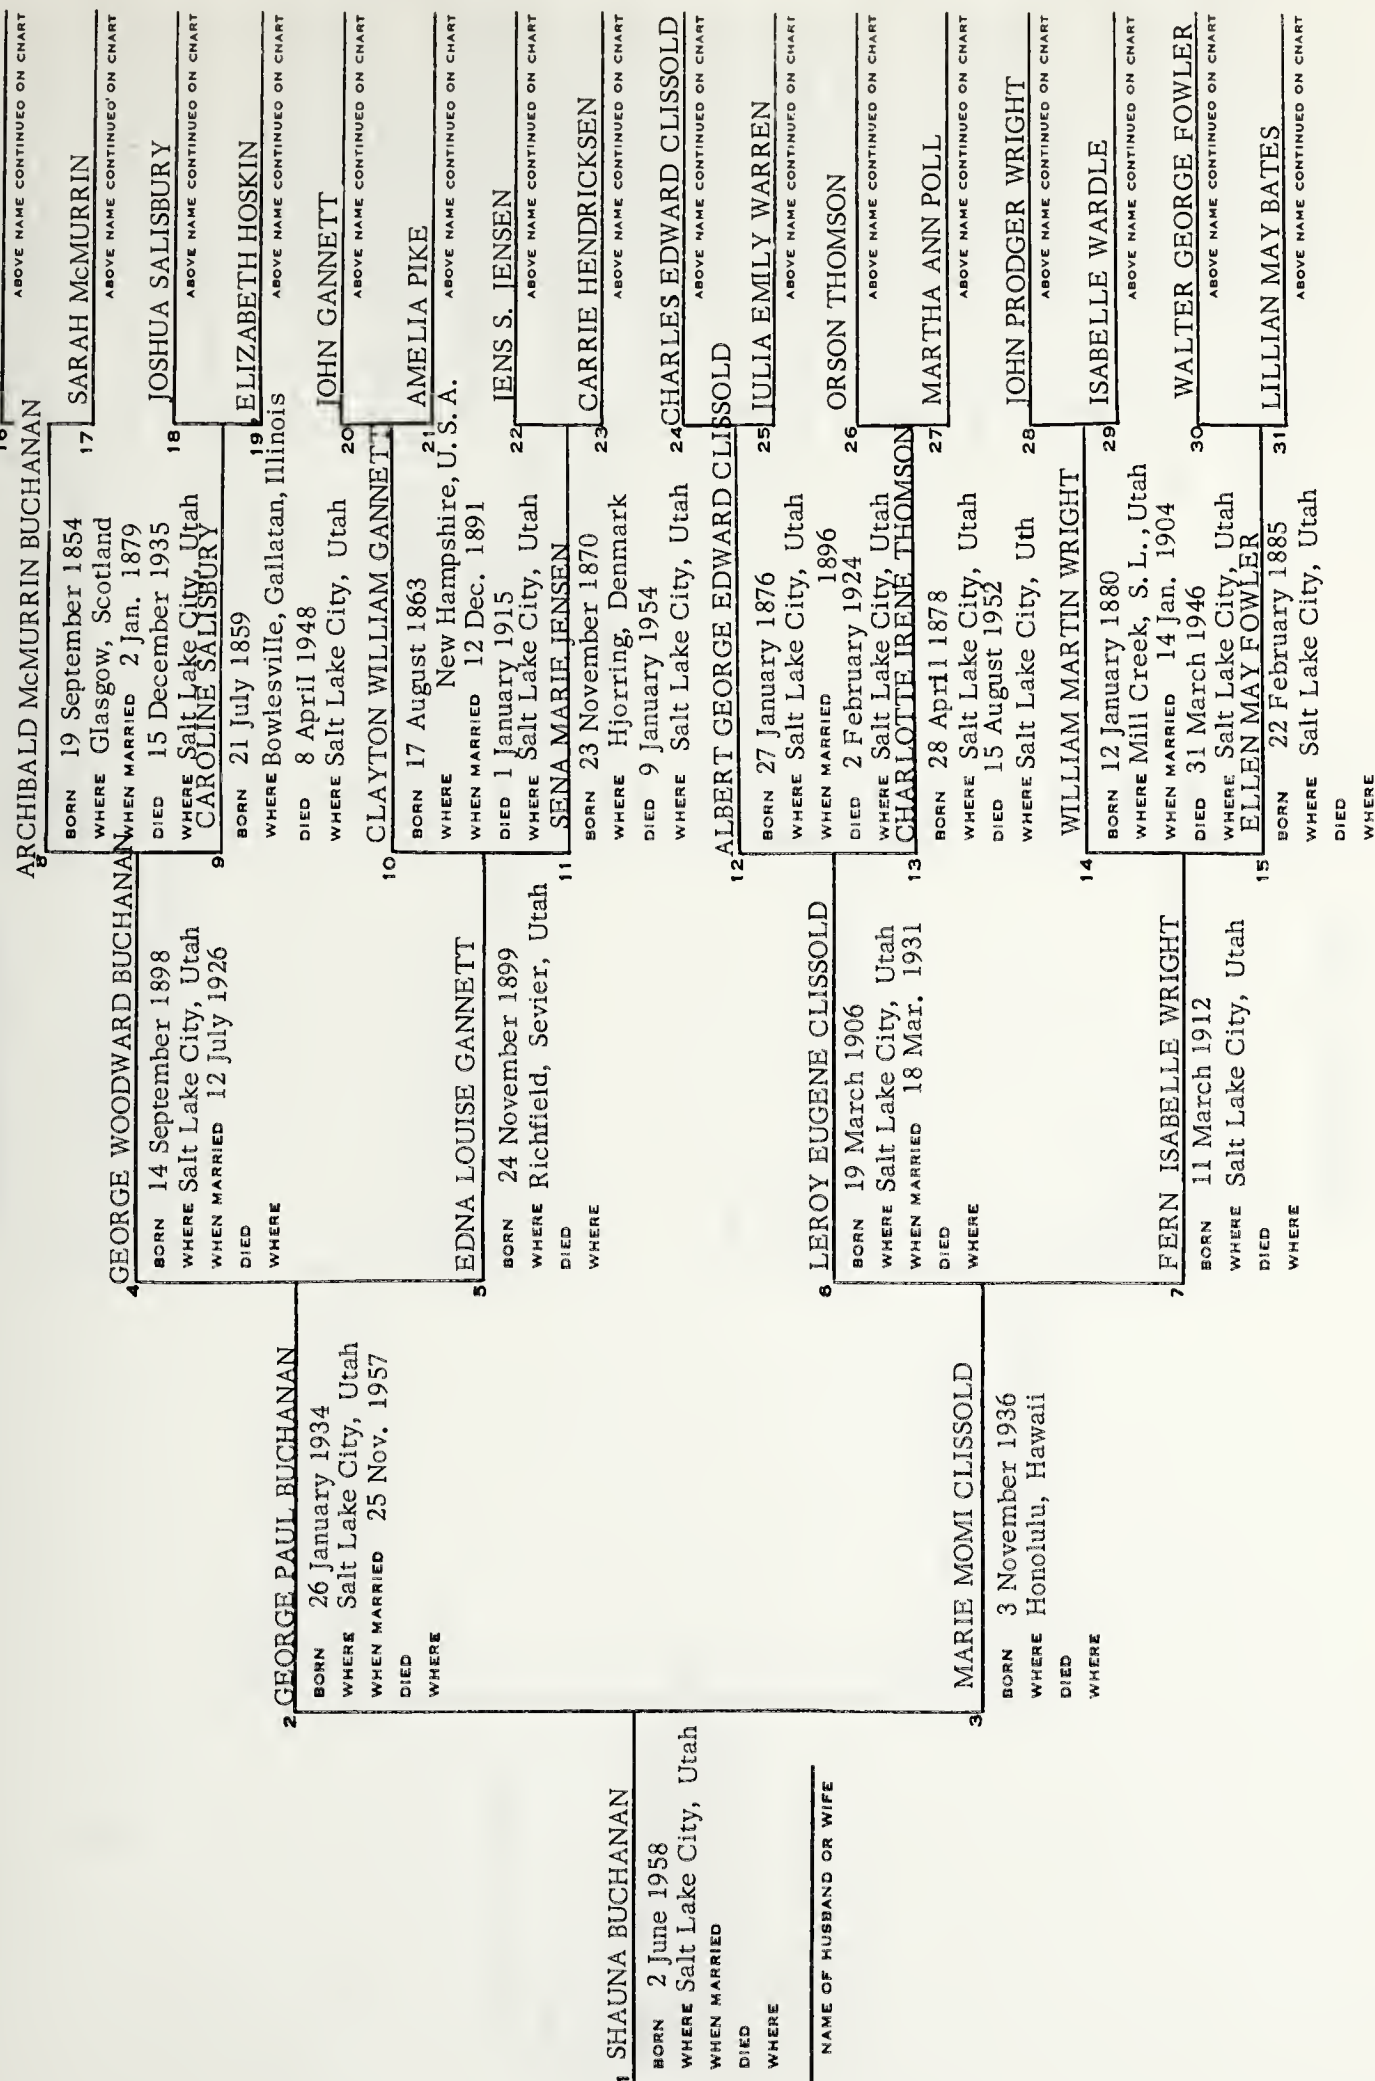 SHAUNA BUCHANAN
BORN 2 June 1958
WHERE Salt Lake City, Utah
WHEN MARRIED
DIED
WHERE
NAME OF HUSBAND OR WIFE
2 GEORGE PAUL BUCHANAN
BORN 26 January 1934
WHERE Salt Lake City, Utah
WHEN MARRIED 25 Nov. 1957
DIED
WHERE
3 MARIE MOMI CLISSOLD
BORN 3 November 1936
WHERE Honolulu, Hawaii
DIED
WHERE
4 GEORGE WOODWARD BUCHANAN
BORN 14 September 1898
WHERE Salt Lake City, Utah
WHEN MARRIED 12 July 1926
DIED
WHERE
5 EDNA LOUISE GANNETT
BORN 24 November 1899
WHERE Richfield, Sevier, Utah
DIED
WHERE
6 LEROY EUGENE CLISSOLD
BORN 19 March 1906
WHERE Salt Lake City, Utah
WHEN MARRIED 18 Mar. 1931
DIED
WHERE
7 FERN ISABELLE WRIGHT
BORN 11 March 1912
WHERE Salt Lake City, Utah
DIED
WHERE
8 ARCHIBALD McMURRIN BUCHANAN
BORN 19 September 1854
WHERE Glasgow, Scotland
WHEN MARRIED 2 Jan. 1879
DIED 15 December 1935
WHERE Salt Lake City, Utah
9 CAROLINE SALISBURY
BORN 21 July 1859
WHERE Bowlesville, Gallatan, Illinois
DIED 8 April 1948
WHERE Salt Lake City, Utah
10 CLAYTON WILLIAM GANNETT
BORN 17 August 1863
WHERE New Hampshire, U. S. A.
WHEN MARRIED 12 Dec. 1891
DIED 1 January 1915
WHERE Salt Lake City, Utah
11 SENA MARIE JENSEN
BORN 23 November 1870
WHERE Hjorring, Denmark
DIED 9 January 1954
WHERE Salt Lake City, Utah
12 ALBERT GEORGE EDWARD CLISSOLD
BORN 27 January 1876
WHERE Salt Lake City, Utah
WHEN MARRIED 1896
DIED 2 February 1924
WHERE Salt Lake City, Utah
13 CHARLOTTE IRENE THOMSON
BORN 28 April 1878
WHERE Salt Lake City, Utah
DIED 15 August 1952
WHERE Salt Lake City, Uth
14 WILLIAM MARTIN WRIGHT
BORN 12 January 1880
WHERE Mill Creek, S. L., Utah
WHEN MARRIED 14 Jan. 1904
DIED 31 March 1946
WHERE Salt Lake City, Utah
15 ELLEN MAY FOWLER
BORN 22 February 1885
WHERE Salt Lake City, Utah
DIED
WHERE
16
ABOVE NAME CONTINUED ON CHART
17 SARAH McMURRIN
ABOVE NAME CONTINUED ON CHART
18 JOSHUA SALISBURY
ABOVE NAME CONTINUED ON CHART
19 ELIZABETH HOSKIN
ABOVE NAME CONTINUED ON CHART
20 JOHN GANNETT
ABOVE NAME CONTINUED ON CHART
21 AMELIA PIKE
ABOVE NAME CONTINUED ON CHART
22 JENS S. JENSEN
ABOVE NAME CONTINUED ON CHART
23 CARRIE HENDRICKSEN
ABOVE NAME CONTINUED ON CHART
24 CHARLES EDWARD CLISSOLD
ABOVE NAME CONTINUED ON CHART
25 JULIA EMILY WARREN
ABOVE NAME CONTINUED ON CHART
26 ORSON THOMSON
ABOVE NAME CONTINUED ON CHART
27 MARTHA ANN POLL
ABOVE NAME CONTINUED ON CHART
28 JOHN PRODGER WRIGHT
ABOVE NAME CONTINUED ON CHART
29 ISABELLE WARDLE
ABOVE NAME CONTINUED ON CHART
30 WALTER GEORGE FOWLER
ABOVE NAME CONTINUED ON CHART
31 LILLIAN MAY BATES
ABOVE NAME CONTINUED ON CHART